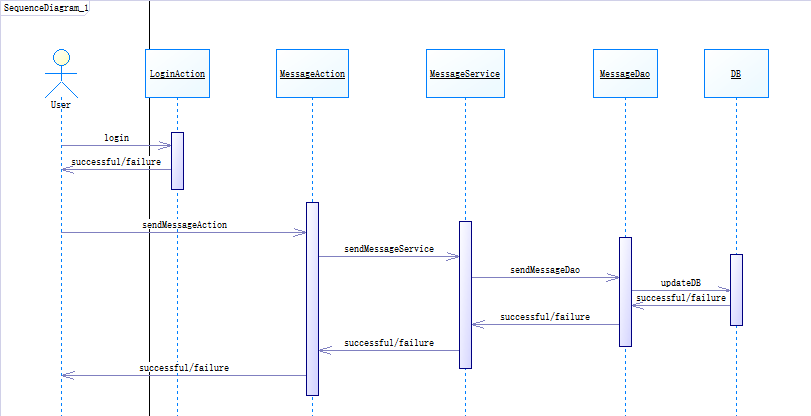 SequenceDiagram_1
LoginAction
MessageAction
MessageService
MessageDao
DB
User
login
successful/failure
sendMessageAction
sendMessageService
sendMessageDao
updateDB
successful/failure
successful/failure
successful/failure
successful/failure